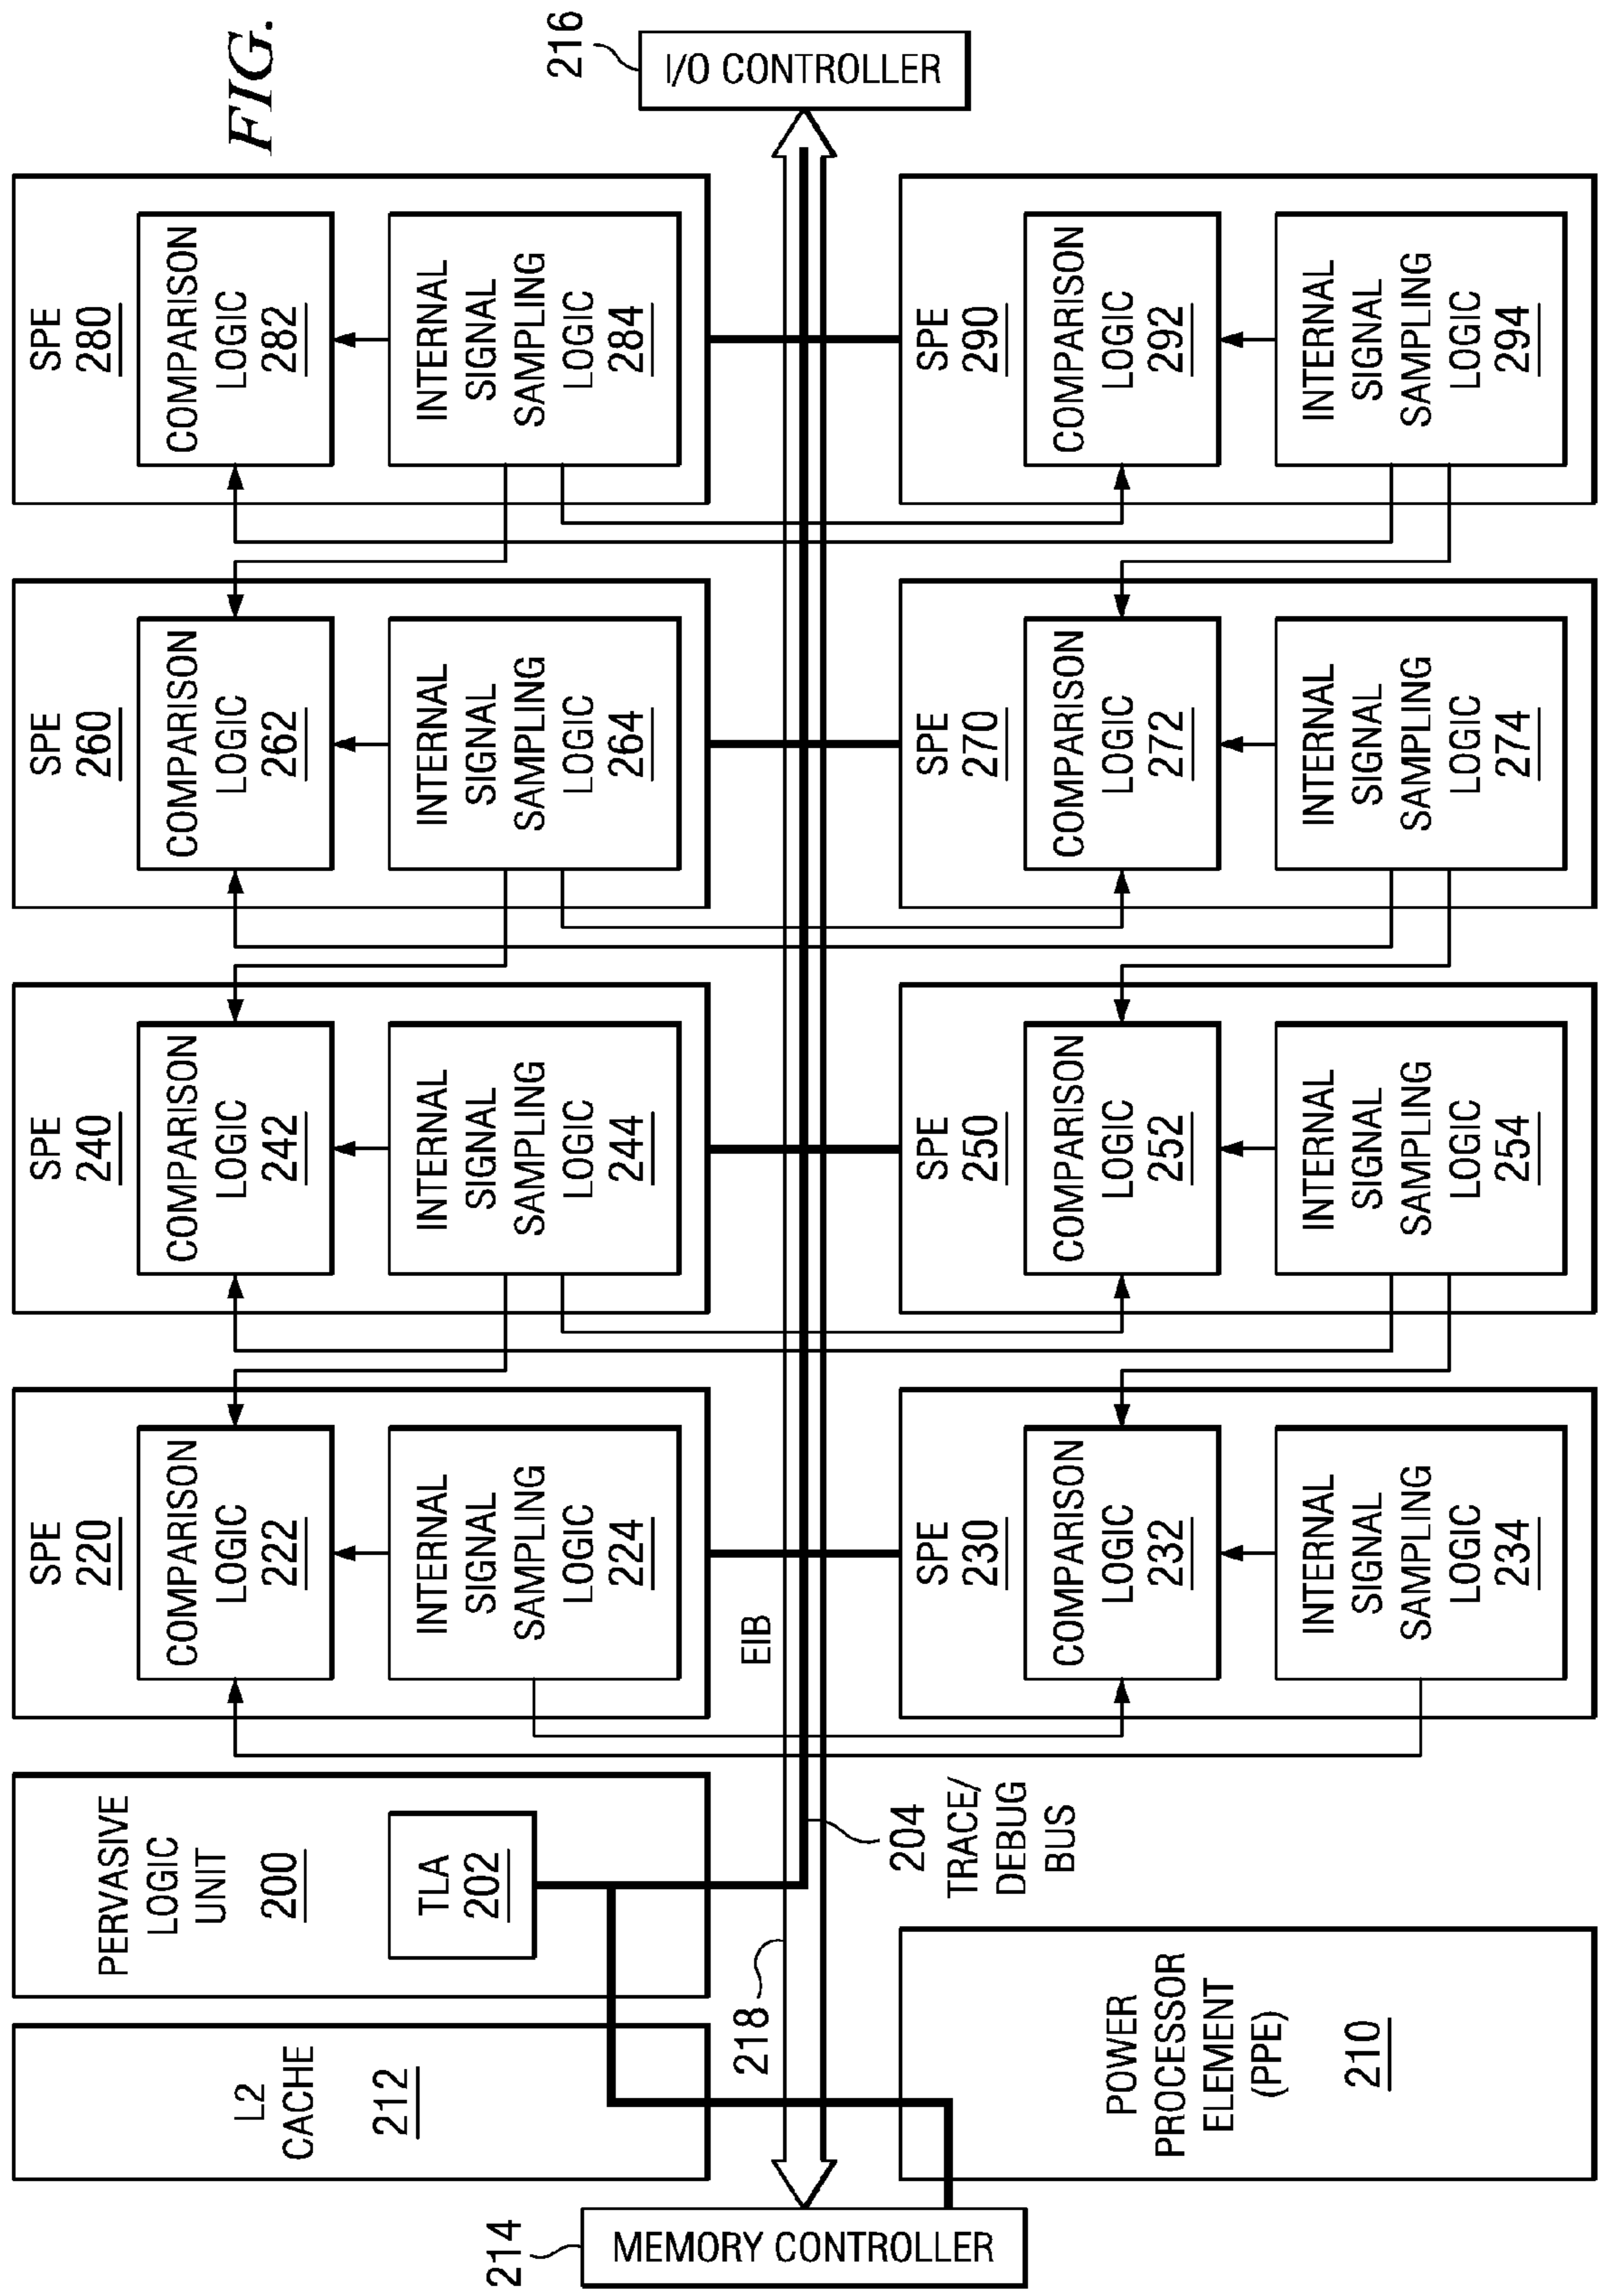 FIG.
L2
CACHE
212
PERVASIVE
LOGIC
UNIT
200
TLA
202
SPE
220
COMPARISON
LOGIC
222
INTERNAL
SIGNAL
SAMPLING
LOGIC
224
SPE
240
COMPARISON
LOGIC
242
INTERNAL
SIGNAL
SAMPLING
LOGIC
244
SPE
260
COMPARISON
LOGIC
262
INTERNAL
SIGNAL
SAMPLING
LOGIC
264
SPE
280
COMPARISON
LOGIC
282
INTERNAL
SIGNAL
SAMPLING
LOGIC
284
214
MEMORY CONTROLLER
218
EIB
216
I/O CONTROLLER
204
TRACE/
DEBUG
BUS
POWER
PROCESSOR
ELEMENT
(PPE)
210
SPE
230
COMPARISON
LOGIC
232
INTERNAL
SIGNAL
SAMPLING
LOGIC
234
SPE
250
COMPARISON
LOGIC
252
INTERNAL
SIGNAL
SAMPLING
LOGIC
254
SPE
270
COMPARISON
LOGIC
272
INTERNAL
SIGNAL
SAMPLING
LOGIC
274
SPE
290
COMPARISON
LOGIC
292
INTERNAL
SIGNAL
SAMPLING
LOGIC
294